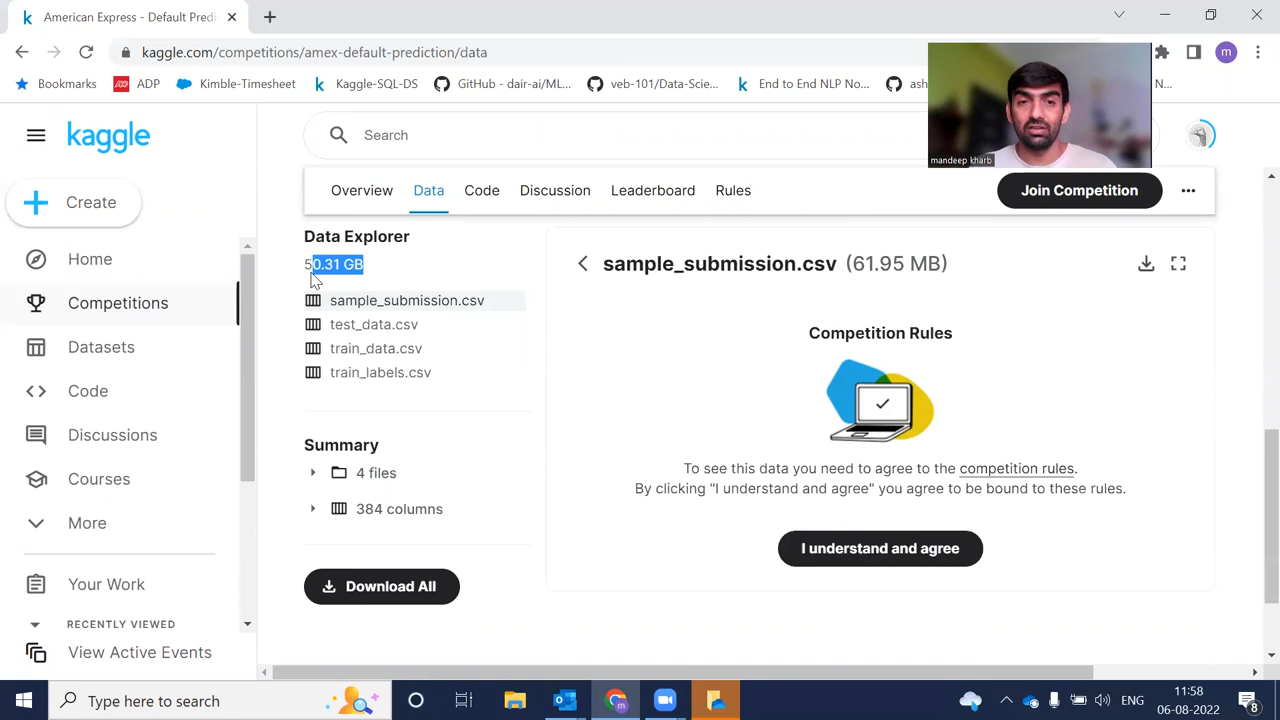 American Express - Default Predi
kaggle.com/competitions/amex-default-prediction/data
m
Bookmarks
ADP
Kimble-Timesheet
Kaggle-SQL-DS
GitHub - dair-ai/ML...
veb-101/Data-Scie...
End to End NLP No...
ash
N...
mandeep kharb
kaggle
Search
Create
Home
Competitions
Datasets
Code
Discussions
Courses
More
Your Work
RECENTLY VIEWED
View Active Events
Overview
Data
Code
Discussion
Leaderboard
Rules
Join Competition
Data Explorer
50.31 GB
sample_submission.csv
test_data.csv
train_data.csv
train_labels.csv
Summary
4 files
384 columns
Download All
sample_submission.csv (61.95 MB)
Competition Rules
To see this data you need to agree to the competition rules.
By clicking "I understand and agree" you agree to be bound to these rules.
I understand and agree
Type here to search
m
ENG
11:58
06-08-2022
8